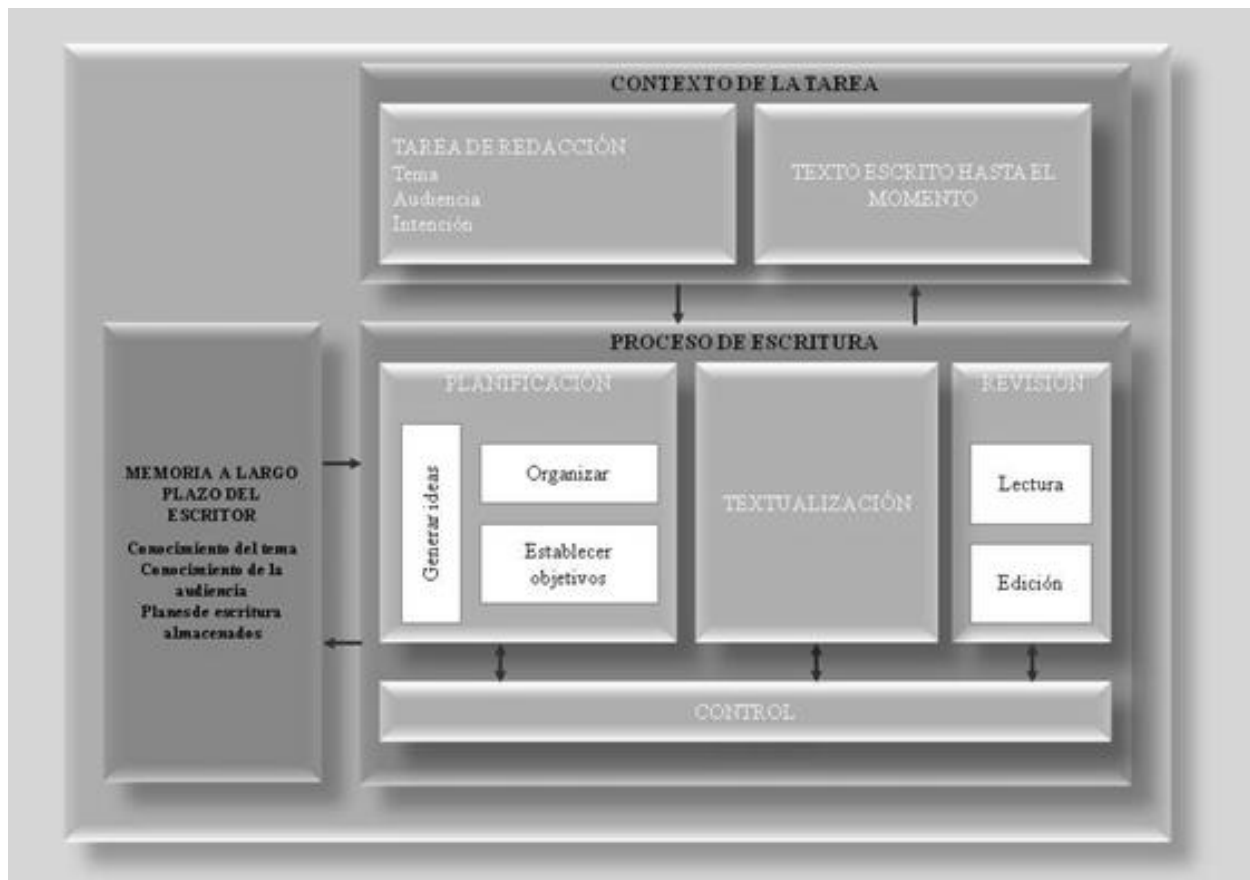 CONTEXTO DE LA TAREA
TAREA DE REDACCIÓN
Tema
Audiencia
Intención
TEXTO ESCRITO HASTA EL
MOMENTO
MEMORIA A LARGO
PLAZO DEL
ESCRITOR
Conocimiento del tema
Conocimiento de la
audiencia
Planes de escritura
almacenados
PROCESO DE ESCRITURA
PLANIFICACIÓN
Generar ideas
Organizar
Establecer
objetivos
TEXTUALIZACIÓN
REVISIÓN
Lectura
Edición
CONTROL